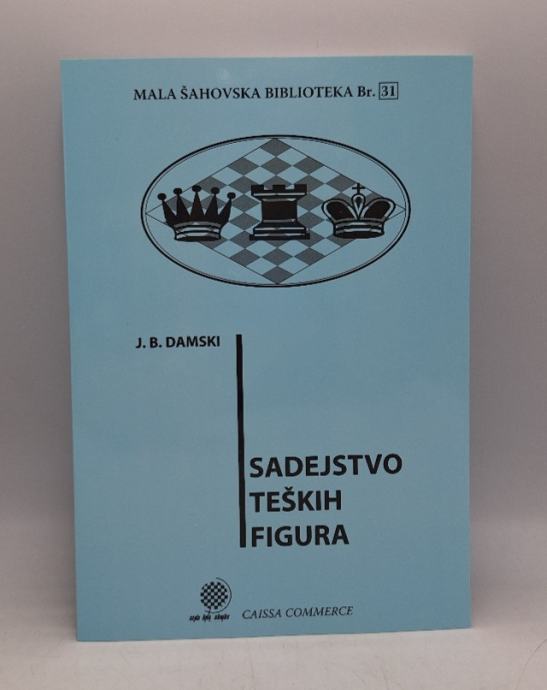 MALA ŠAHOVSKA BIBLIOTEKA Br. 31
J. B. DAMSKI
SADEJSTVO
TEŠKIH
FIGURA
CAISSA COMMERCE